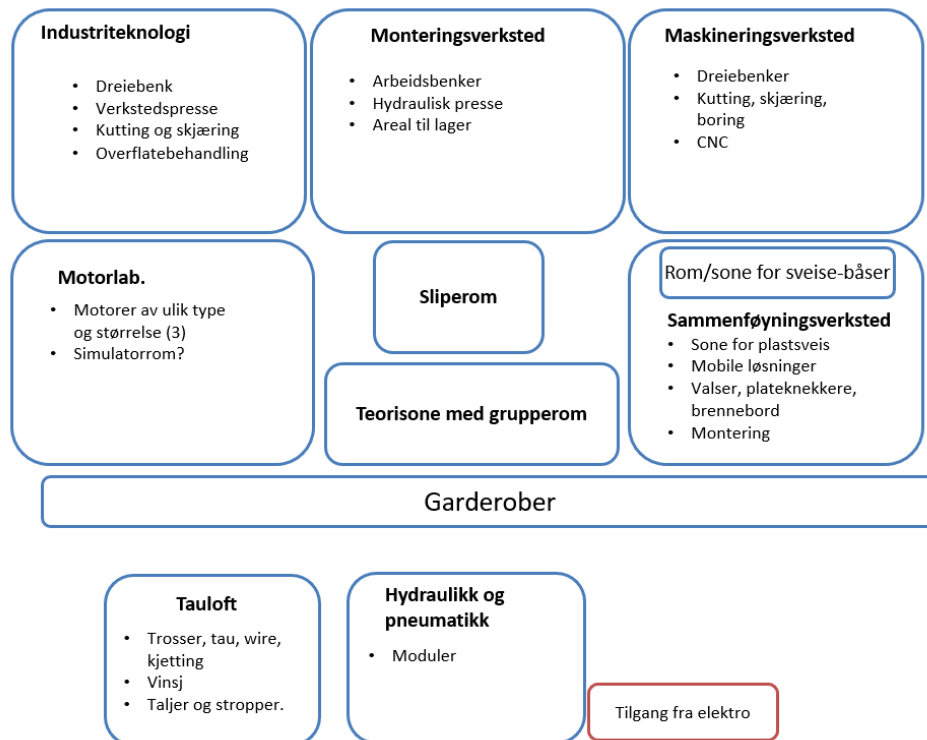 Industriteknologi
• Dreiebenk
• Verkstedspresse
• Kutting og skjæring
• Overflatebehandling
Monteringsverksted
• Arbeidsbenker
• Hydraulisk presse
• Areal til lager
Maskineringsverksted
• Dreiebenker
• Kutting, skjæring,
boring
• CNC
Motorlab.
• Motorer av ulik type
og størrelse (3)
• Simulatorrom?
Sliperom
Teorisone med grupperom
Rom/sone for sveise-båser
Sammenføyningsverksted
• Sone for plastsveis
• Mobile løsninger
• Valser, plateknekkere,
brennebord
• Montering
Garderober
Tauloft
• Trosser, tau, wire,
kjetting
• Vinsj
• Taljer og stropper.
Hydraulikk og
pneumatikk
• Moduler
Tilgang fra elektro